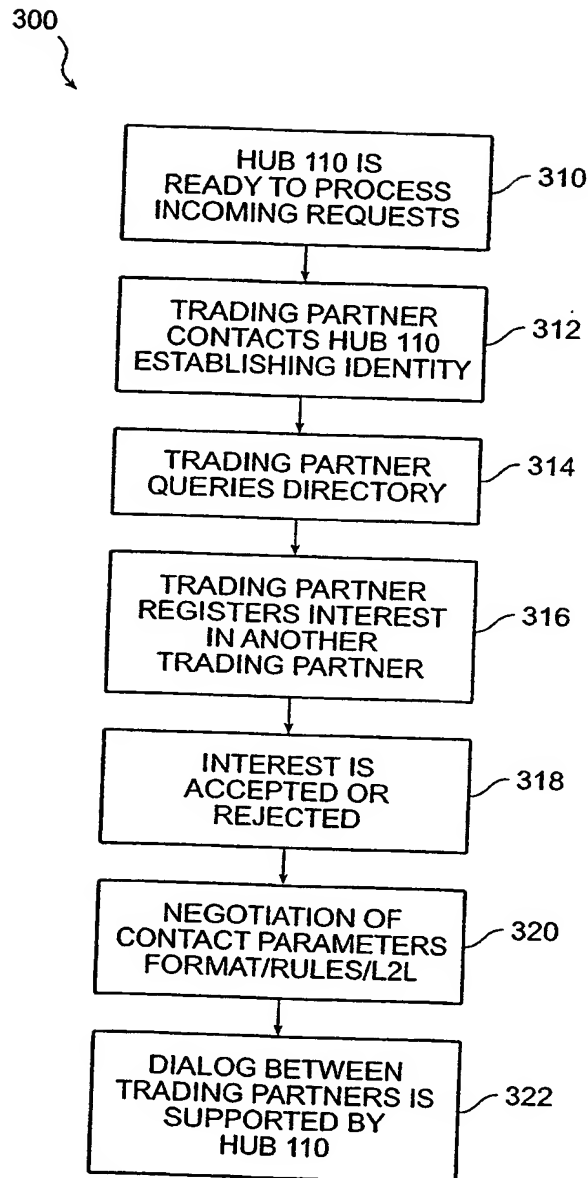 300
HUB 110 IS
READY TO PROCESS
INCOMING REQUESTS
310
TRADING PARTNER
CONTACTS HUB 110
ESTABLISHING IDENTITY
312
TRADING PARTNER
QUERIES DIRECTORY
314
TRADING PARTNER
REGISTERS INTEREST
IN ANOTHER
TRADING PARTNER
316
INTEREST IS
ACCEPTED OR
REJECTED
318
NEGOTIATION OF
CONTACT PARAMETERS
FORMAT/RULES/L2L
320
DIALOG BETWEEN
TRADING PARTNERS IS
SUPPORTED BY
HUB 110
322